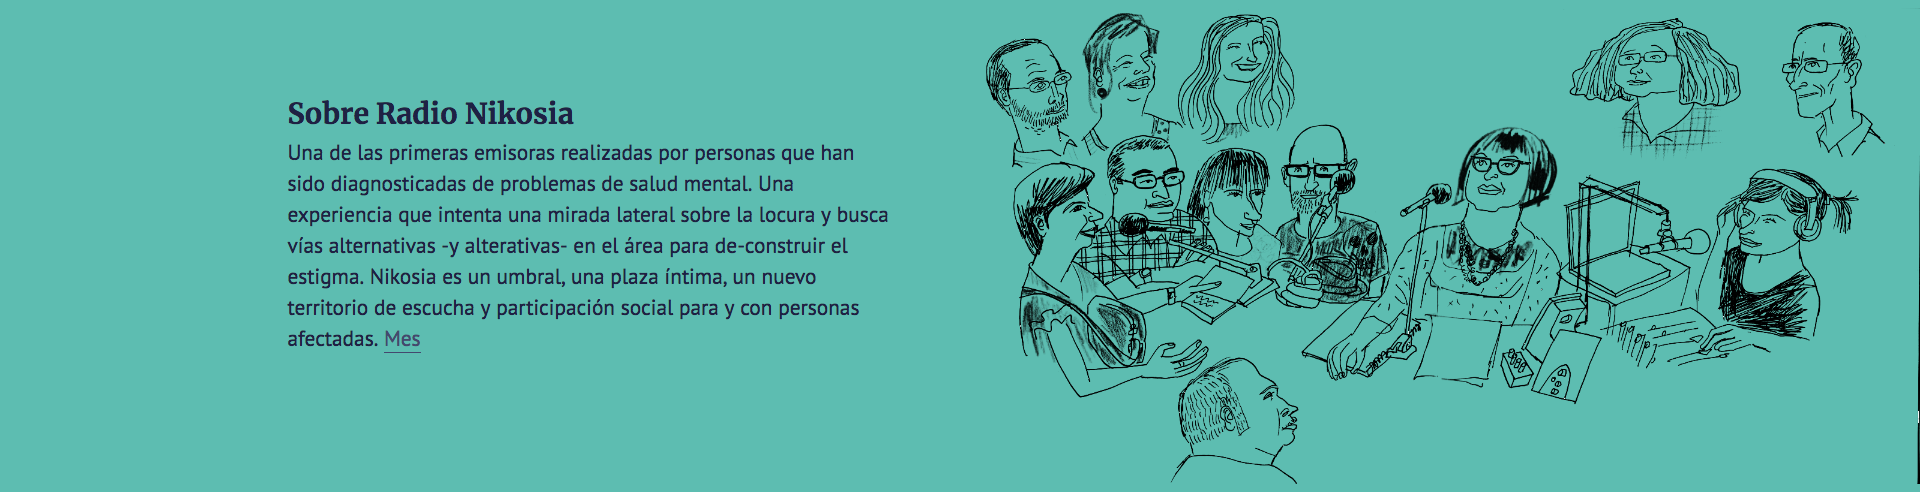 Sobre Radio Nikosia
Una de las primeras emisoras realizadas por personas que han
sido diagnosticadas de problemas de salud mental. Una
experiencia que intenta una mirada lateral sobre la locura y busca
vías alternativas -y alterativas- en el área para de-construir el
estigma. Nikosia es un umbral, una plaza íntima, un nuevo
territorio de escucha y participación social para y con personas
afectadas. Mes